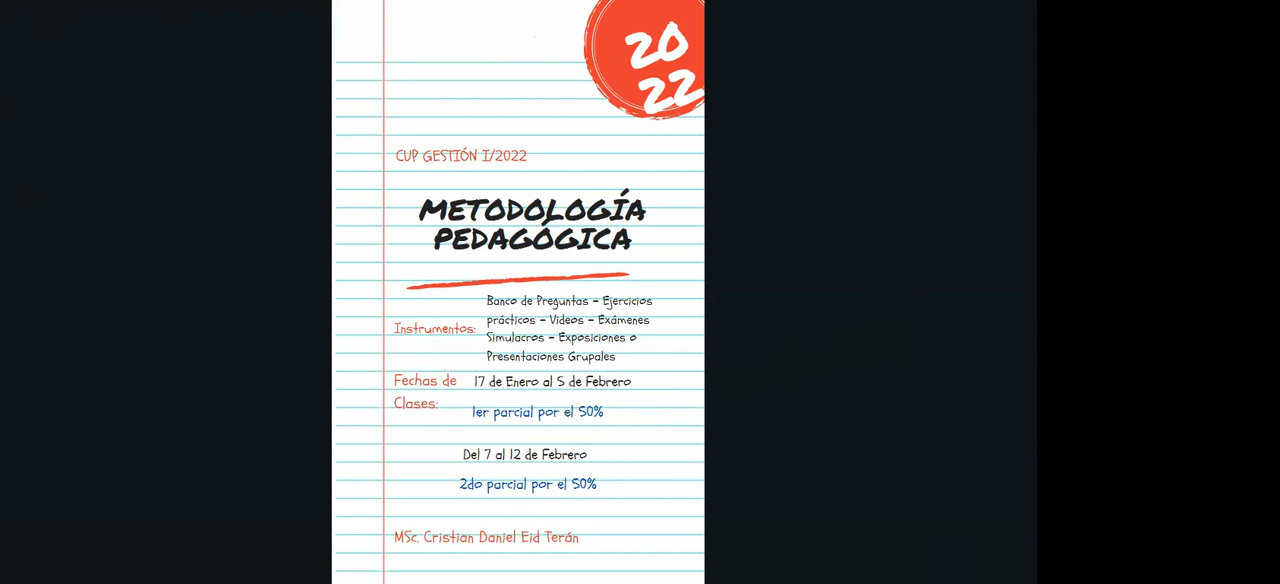 20
22
CUP GESTIÓN I/2022
METODOLOGÍA
PEDAGÓGICA
Instrumentos:
Banco de Preguntas - Ejercicios
prácticos - Videos - Exámenes
Simulacros - Exposiciones o
Presentaciones Grupales
Fechas de
Clases:
17 de Enero al 5 de Febrero
1er parcial por el 50%
Del 7 al 12 de Febrero
2do parcial por el 50%
MSc. Cristian Daniel Eid Terán